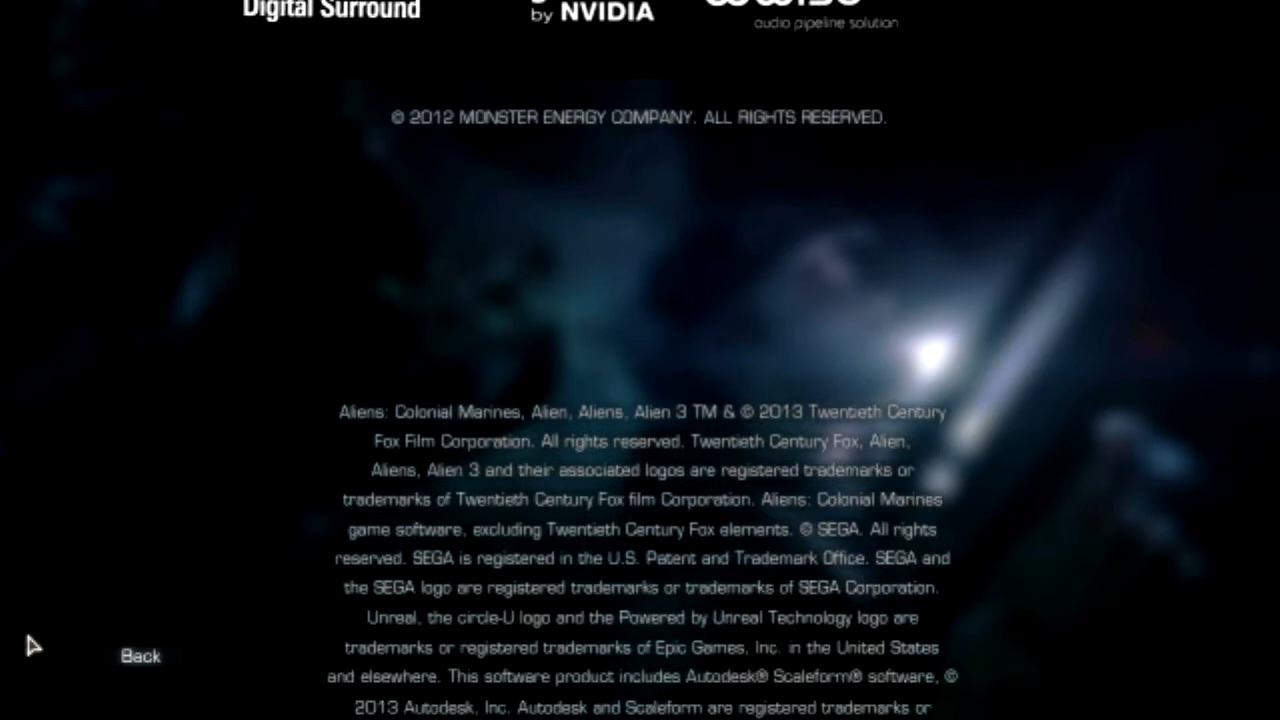 Digital Surround
by NVIDIA
audio pipeline solution
© 2012 MONSTER ENERGY COMPANY. ALL RIGHTS RESERVED.
Aliens: Colonial Marines, Alien, Aliens, Alien 3 TM & © 2013 Twentieth Century
Fox Film Corporation. All rights reserved. Twentieth Century Fox, Alien,
Aliens, Alien 3 and their associated logos are registered trademarks or
trademarks of Twentieth Century Fox film Corporation. Aliens: Colonial Marines
game software, excluding Twentieth Century Fox elements. © SEGA. All rights
reserved. SEGA is registered in the U.S. Patent and Trademark Office. SEGA and
the SEGA logo are registered trademarks or trademarks of SEGA Corporation.
Unreal, the circle-U logo and the Powered by Unreal Technology logo are
trademarks or registered trademarks of Epic Games, Inc. in the United States
and elsewhere. This software product includes Autodesk® Scaleform® software, ©
2013 Autodesk, Inc. Autodesk and Scaleform are registered trademarks or
Back